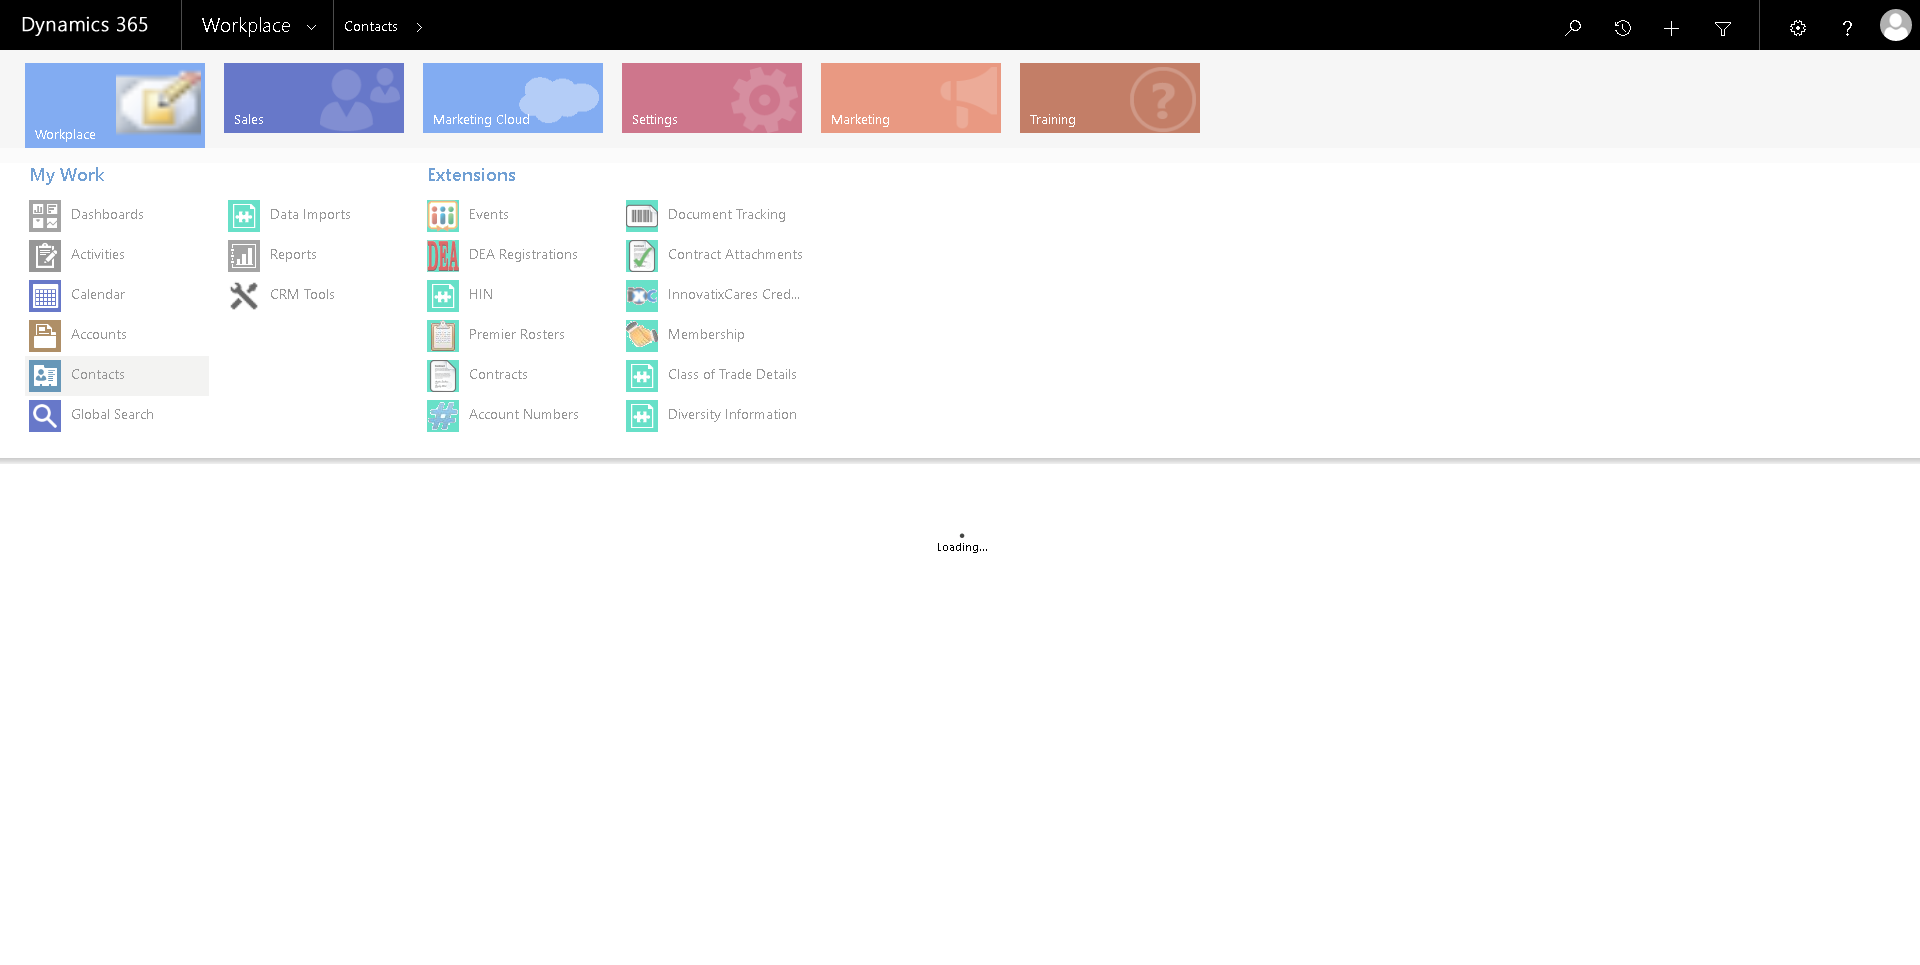 Dynamics 365
Workplace
Contacts
Workplace
Sales
Marketing Cloud
Settings
Marketing
Training
My Work
Extensions
Dashboards
Data Imports
Events
Document Tracking
Activities
Reports
DEA
DEA Registrations
Contract Attachments
Calendar
CRM Tools
HIN
InnovatixCares Cred...
Accounts
Premier Rosters
Membership
Contacts
Contracts
Class of Trade Details
Global Search
Account Numbers
Diversity Information
Loading...